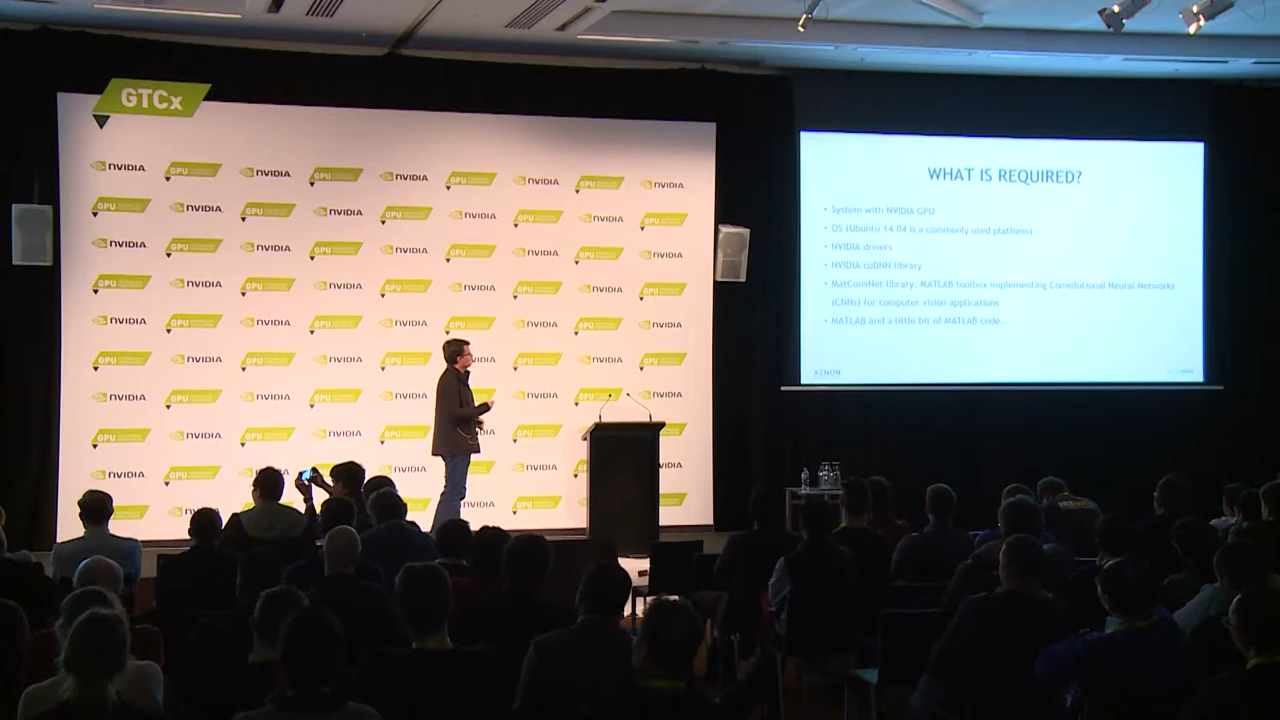 GTCx
NVIDIA
GPU
WHAT IS REQUIRED?
• System with NVIDIA GPU
• OS (Ubuntu 14.04 is a commonly used platform)
• NVIDIA drivers
• NVIDIA cuDNN library
• MatConvNet library: MATLAB toolbox implementing Convolutional Neural Networks
(CNNs) for computer vision applications
• MATLAB and a little bit of MATLAB code…
XENON
NVIDIA